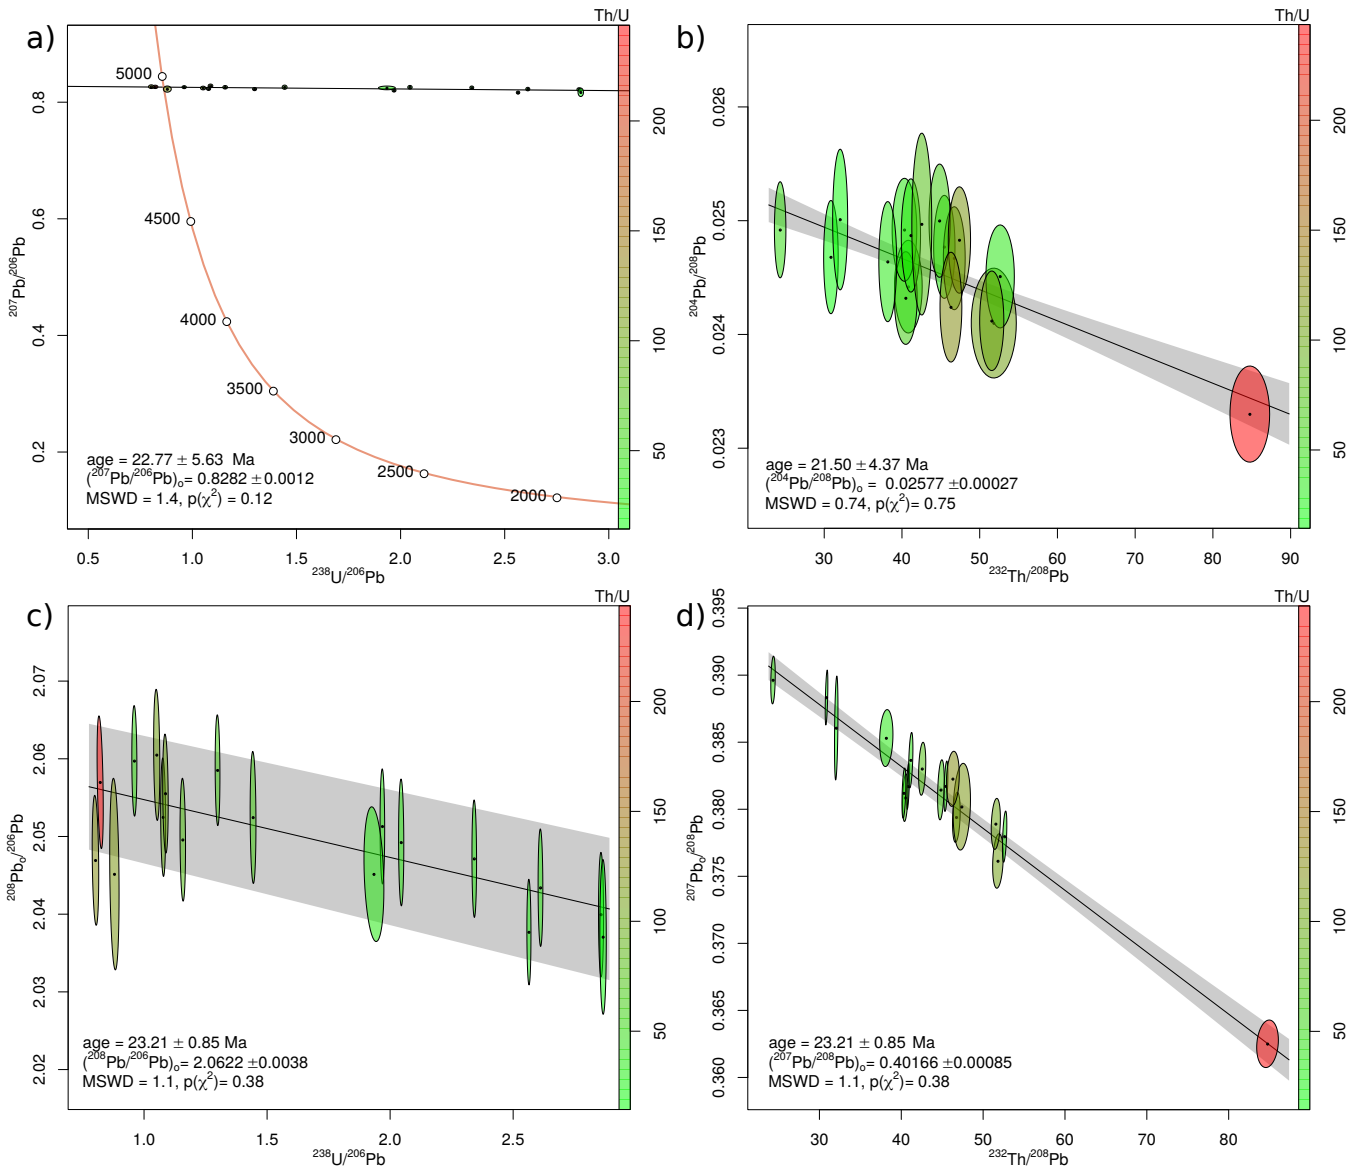 a)
Th/U
5000
4500
4000
3500
3000
2500
2000
0.8
0.6
0.4
0.2
207Pb/206Pb
age = 22.77 ± 5.63 Ma
(207Pb/206Pb)o= 0.8282 ±0.0012
MSWD = 1.4, p(χ2) = 0.12
0.5 1.0 1.5 2.0 2.5 3.0
238U/206Pb
200
150
100
50
b)
Th/U
0.026
0.025
0.024
0.023
204Pb/208Pb
age = 21.50 ±4.37 Ma
(204Pb/208Pb)o = 0.02577 ±0.00027
MSWD = 0.74, p(χ2)= 0.75
30 40 50 60 70 80 90
232Th/208Pb
200
150
100
50
c)
Th/U
2.07
2.06
2.05
2.04
2.03
2.02
208Pbo/206Pb
age = 23.21 ± 0.85 Ma
(208Pb/206Pb)o= 2.0622 ±0.0038
MSWD = 1.1, p(χ2)= 0.38
1.0 1.5 2.0 2.5
238U/206Pb
200
150
100
50
d)
Th/U
0.395
0.390
0.385
0.380
0.375
0.370
0.365
0.360
207Pbo/208Pb
age = 23.21 ± 0.85 Ma
(207Pb/208Pb)o= 0.40166 ±0.00085
MSWD = 1.1, p(χ2)= 0.38
30 40 50 60 70 80
232Th/208Pb
200
150
100
50